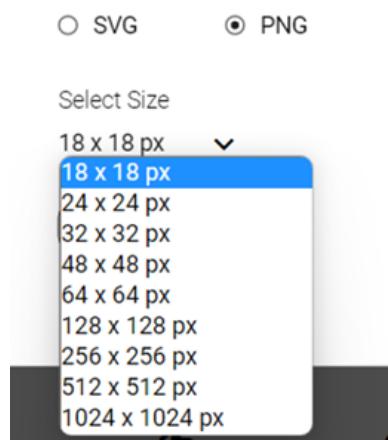 SVG PNG
Select Size
18 x 18 px
18 x 18 px
24 x 24 px
32 x 32 px
48 x 48 px
64 x 64 px
128 x 128 px
256 x 256 px
512 x 512 px
1024 x 1024 px